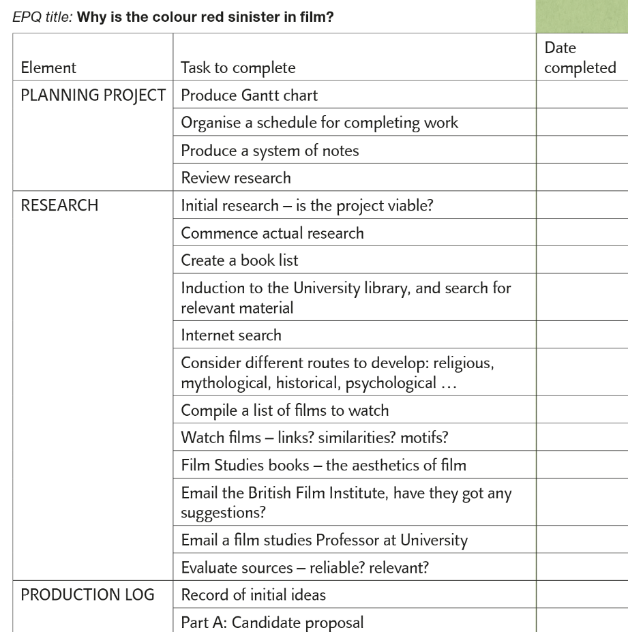 EPQ title: Why is the colour red sinister in film?
Date
completed
Element
Task to complete
PLANNING PROJECT
Produce Gantt chart
Organise a schedule for completing work
Produce a system of notes
Review research
RESEARCH
Initial research – is the project viable?
Commence actual research
Create a book list
Induction to the University library, and search for
relevant material
Internet search
Consider different routes to develop: religious,
mythological, historical, psychological …
Compile a list of films to watch
Watch films – links? similarities? motifs?
Film Studies books – the aesthetics of film
Email the British Film Institute, have they got any
suggestions?
Email a film studies Professor at University
Evaluate sources – reliable? relevant?
PRODUCTION LOG
Record of initial ideas
Part A: Candidate proposal